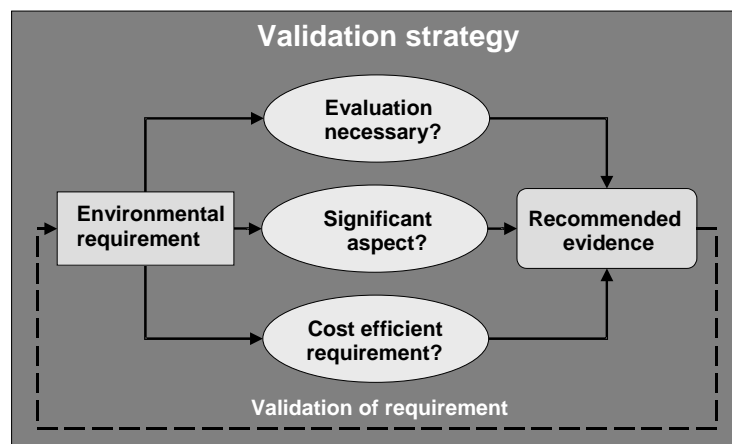 Validation strategy
Evaluation
necessary?
Environmental
requirement
Significant
aspect?
Recommended
evidence
Cost efficient
requirement?
Validation of requirement